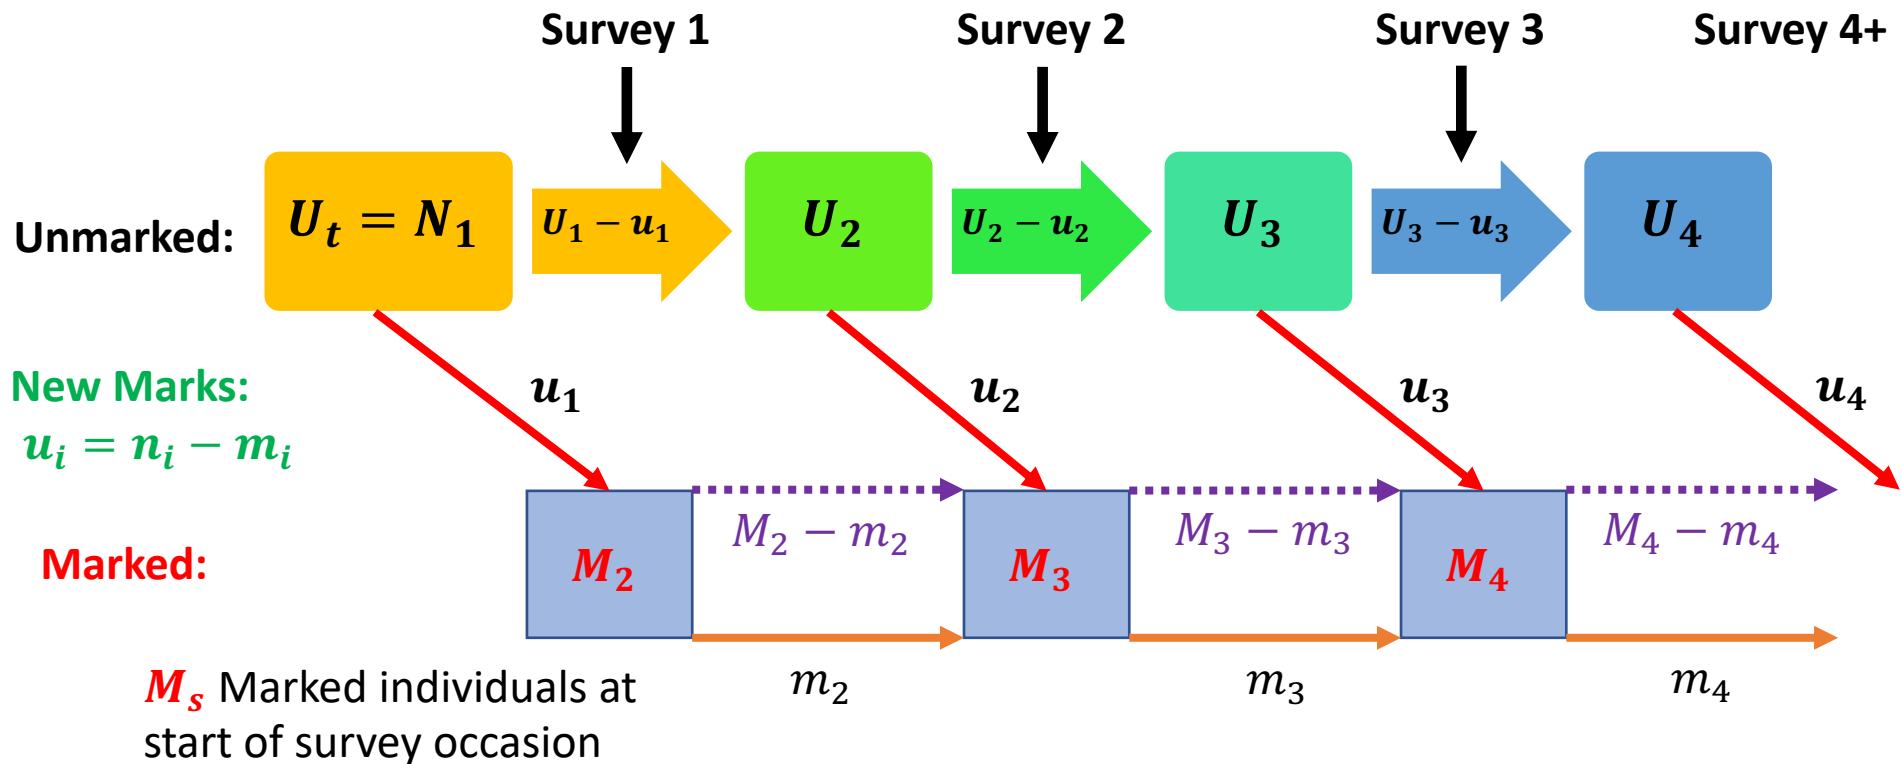 Survey 1
Survey 2
Survey 3
Survey 4+
Unmarked:
U_t = N_1
U_1 − u_1
U_2
U_2 − u_2
U_3
U_3 − u_3
U_4
New Marks:
u_i = n_i − m_i
u_1
u_2
u_3
u_4
Marked:
M_2
M_2 − m_2
M_3
M_3 − m_3
M_4
M_4 − m_4
m_2
m_3
m_4
M_s Marked individuals at
start of survey occasion